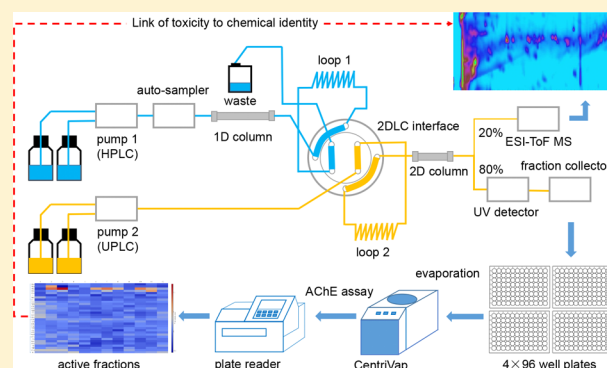 Link of toxicity to chemical identity
loop 1
auto-sampler
waste
pump 1
(HPLC)
1D column
2DLC interface
20%
ESI-ToF MS
2D column
80%
fraction collector
UV detector
pump 2
(UPLC)
loop 2
evaporation
AChE assay
active fractions
plate reader
CentriVap
4×96 well plates